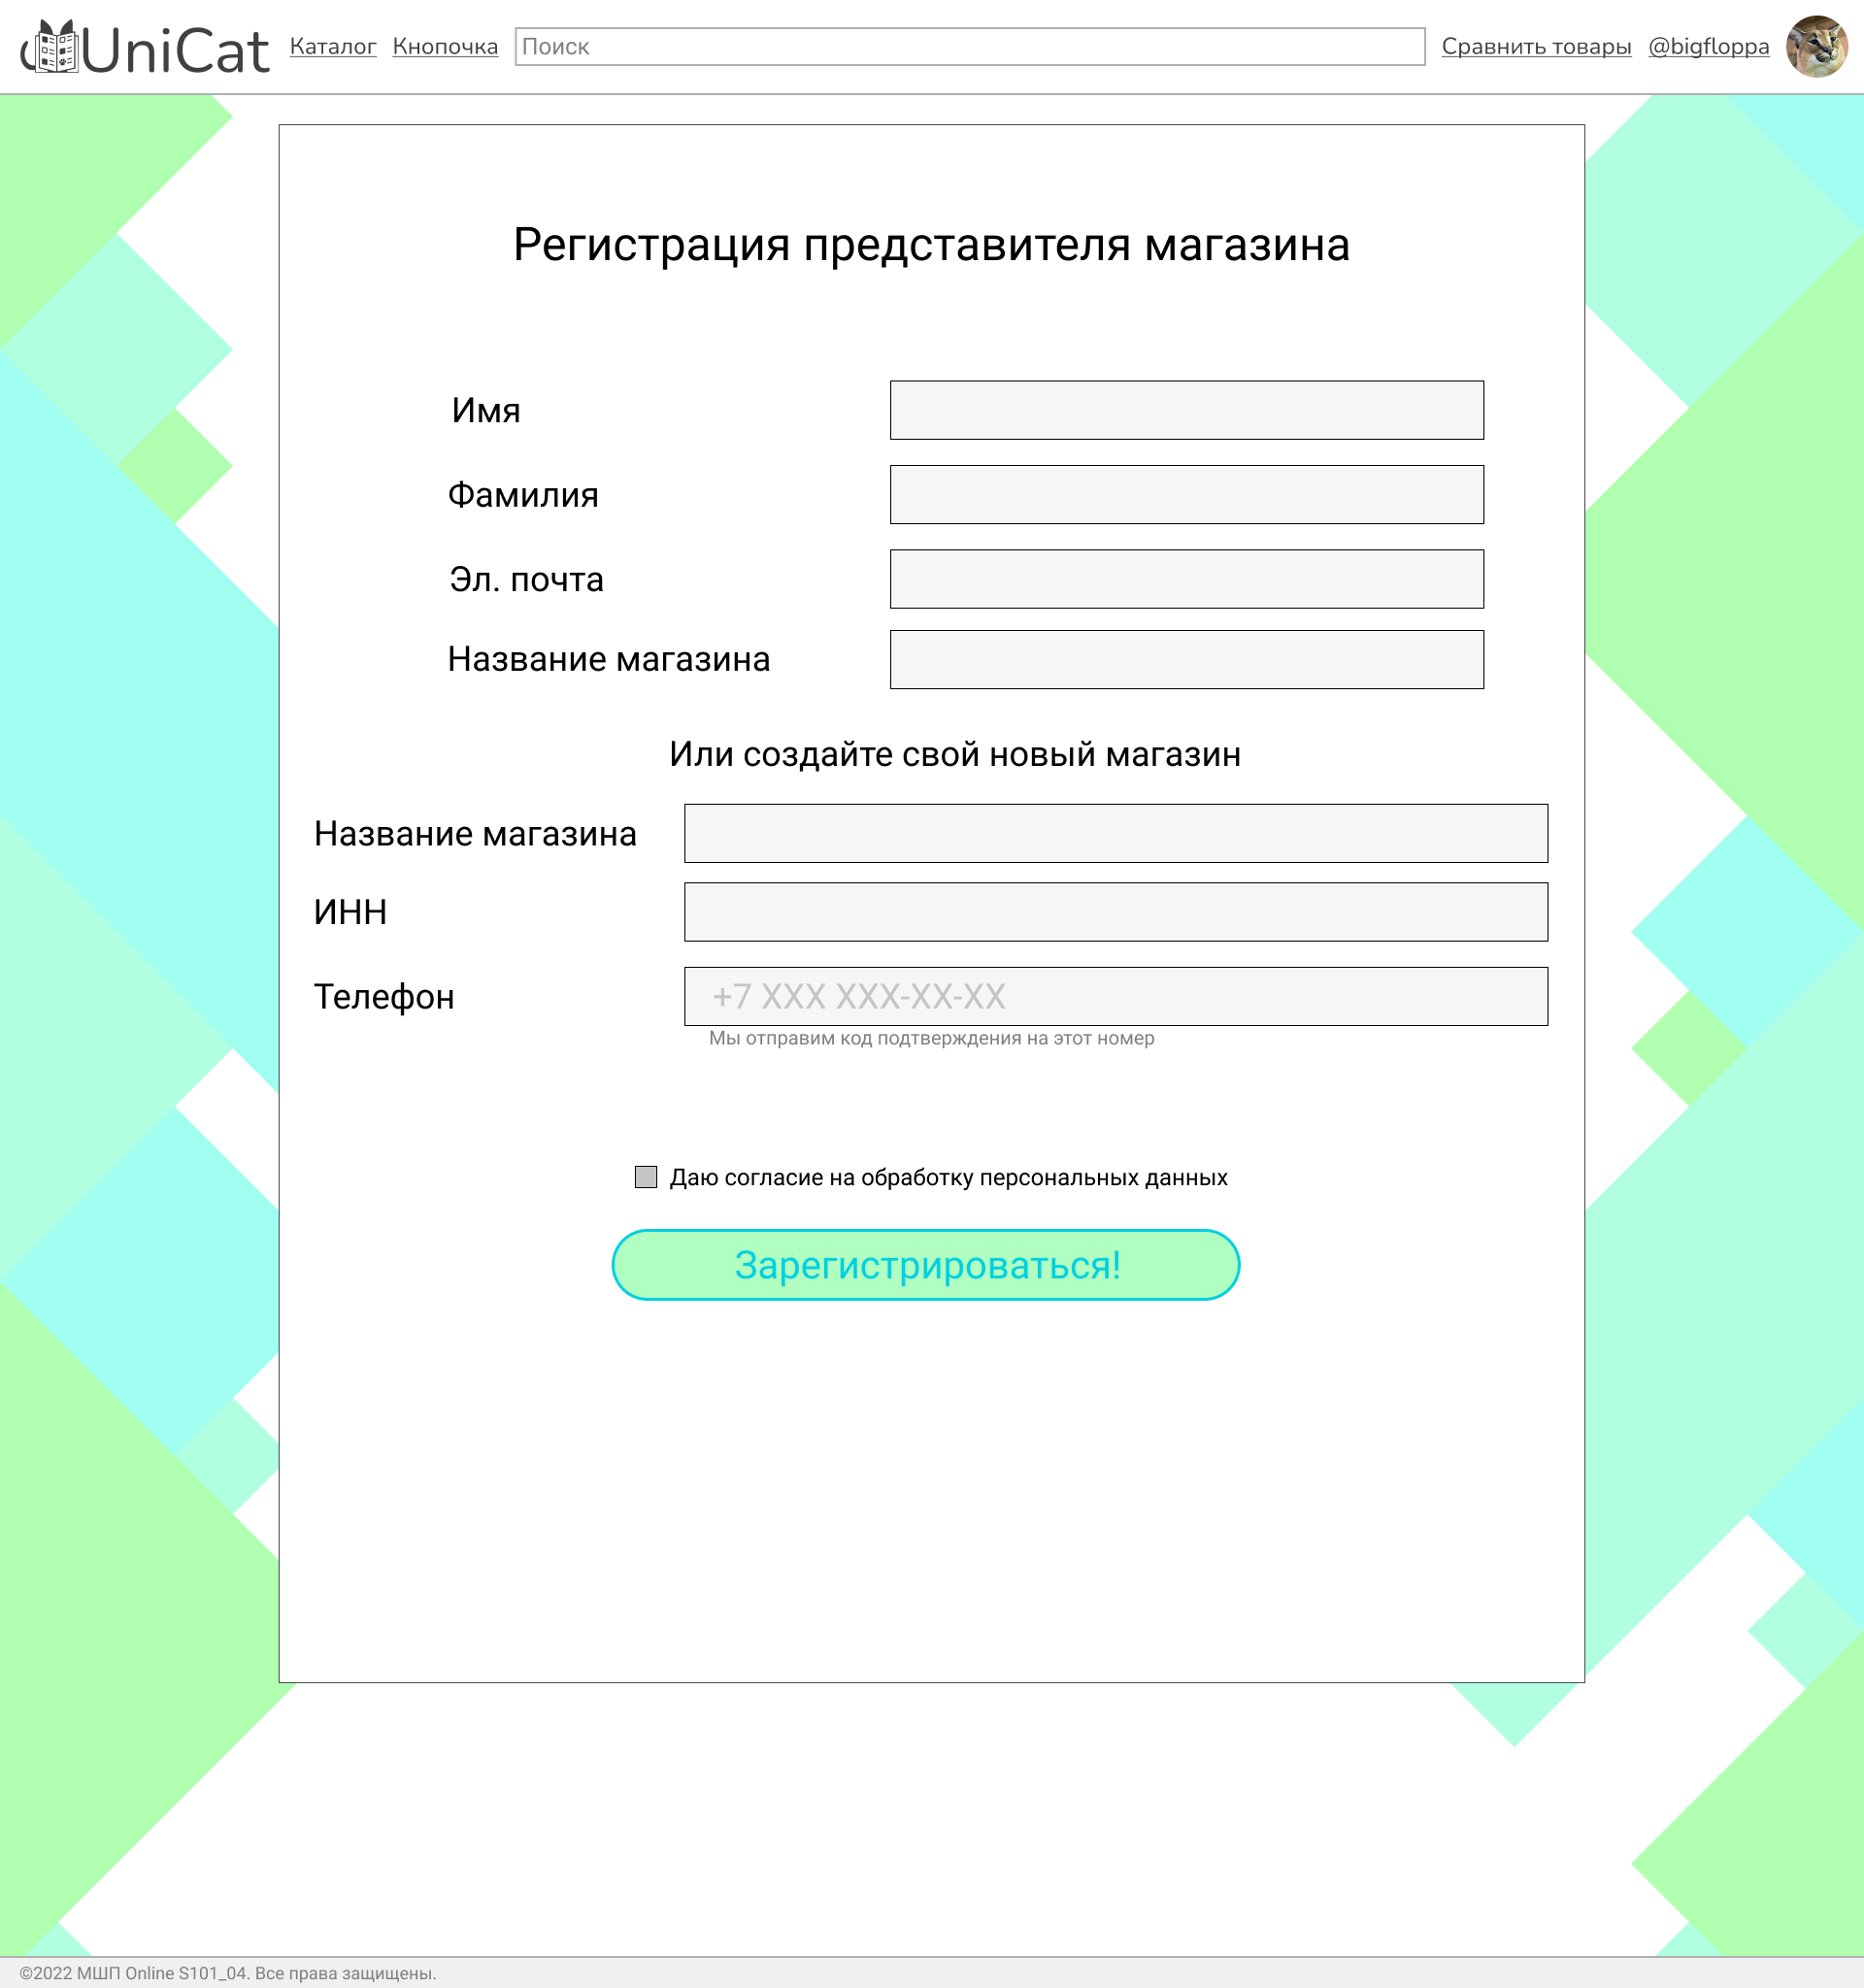 UniCat Каталог Кнопочка Поиск Сравнить товары @bigfloppa
Регистрация представителя магазина
Имя
Фамилия
Эл. почта
Название магазина
Или создайте свой новый магазин
Название магазина
ИНН
Телефон +7 XXX XXX-XX-XX
Мы отправим код подтверждения на этот номер
Даю согласие на обработку персональных данных
Зарегистрироваться!
©2022 МШП Online S101_04. Все права защищены.